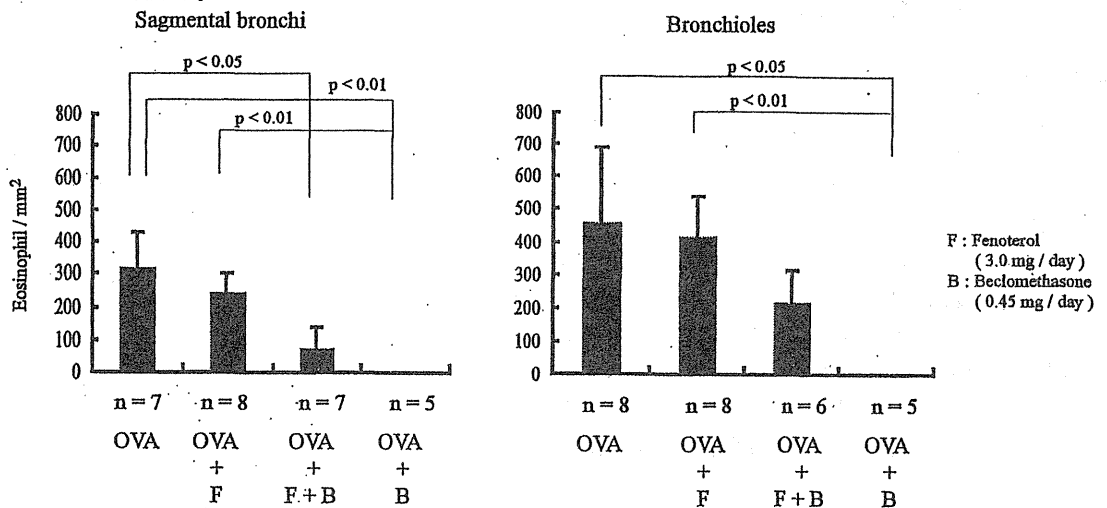 Sagmental bronchi
p < 0.05
p < 0.01
p < 0.01
800
700
600
500
400
300
200
100
0
Eosinophil / mm²
n = 7 n = 8 n = 7 n = 5
OVA OVA OVA OVA
+ + +
F F + B B
Bronchioles
p < 0.05
p < 0.01
800
700
600
500
400
300
200
100
0
n = 8 n = 8 n = 6 n = 5
OVA OVA OVA OVA
+ + +
F F + B B
F : Fenoterol
( 3.0 mg / day )
B : Beclomethasone
( 0.45 mg / day )